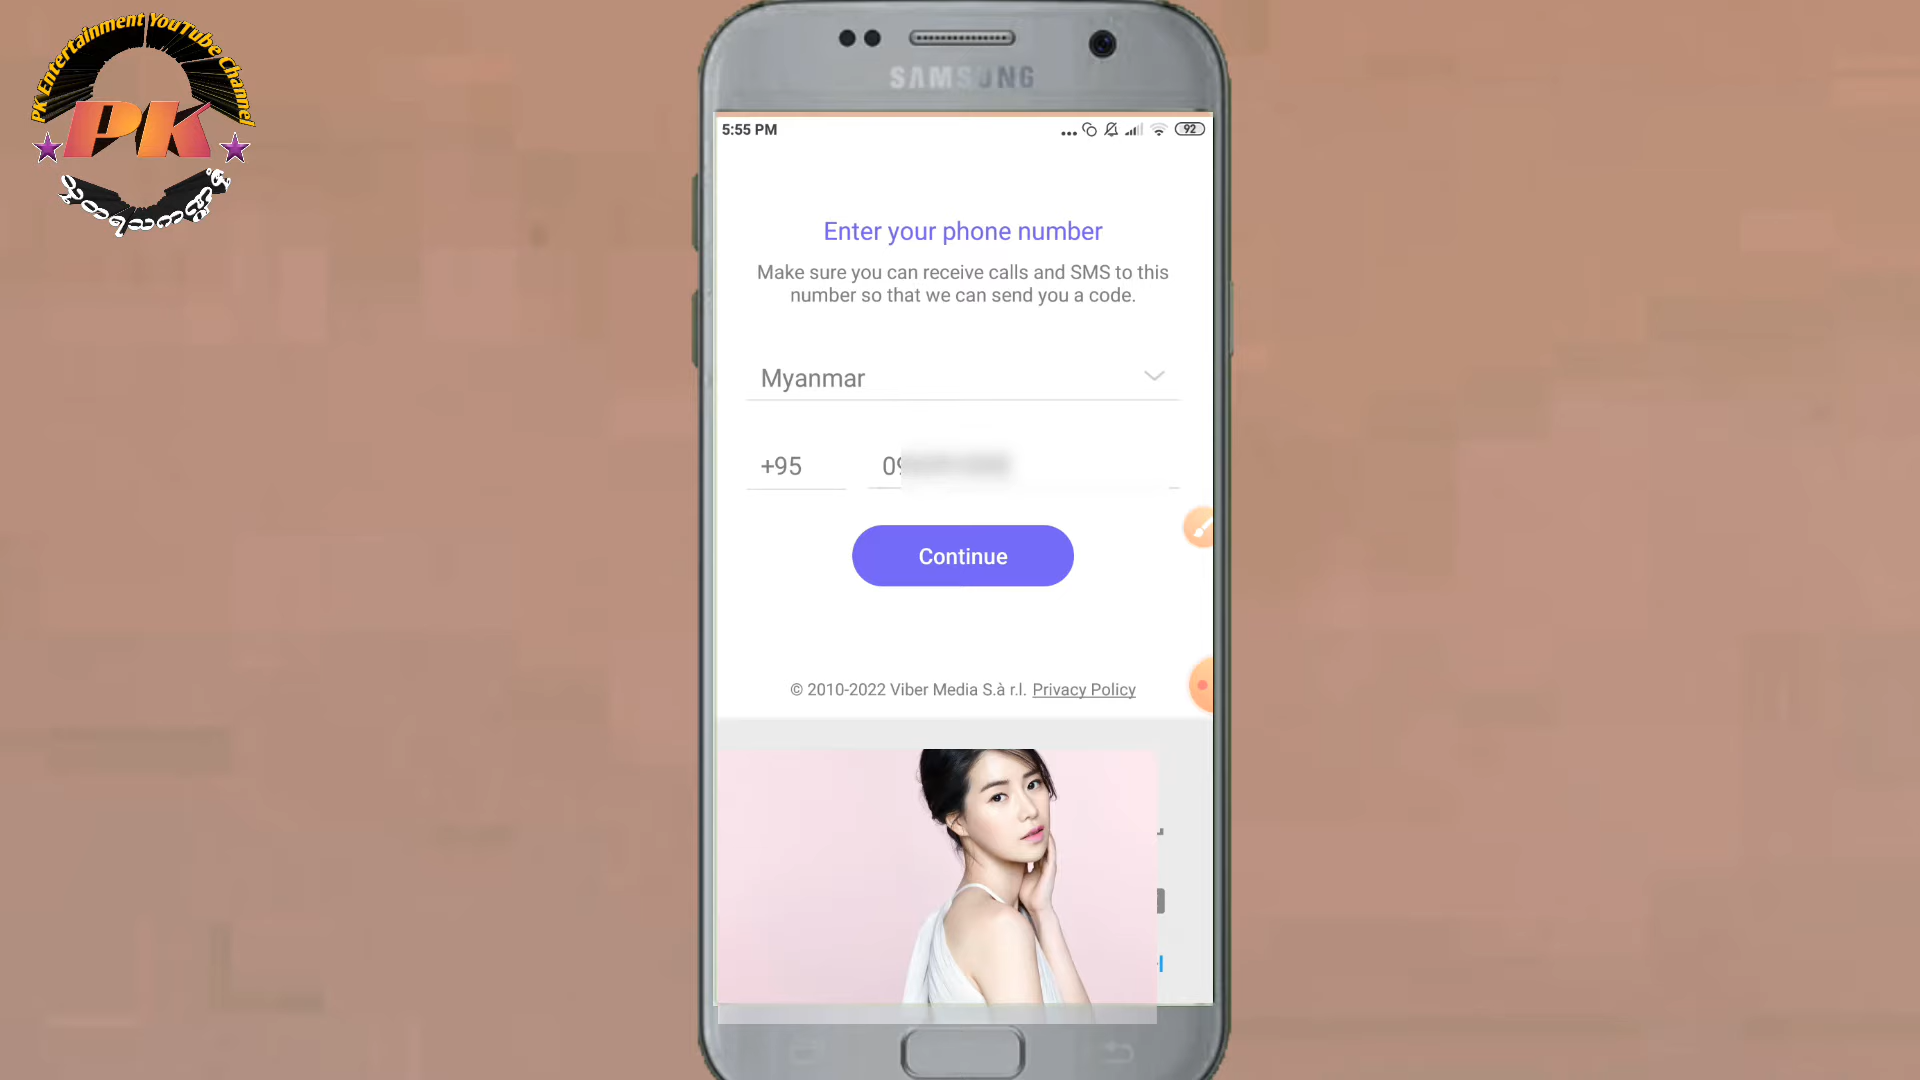 PK Entertainment YouTube Channel
PK
SAMSUNG
5:55 PM
92
Enter your phone number
Make sure you can receive calls and SMS to this
number so that we can send you a code.
Myanmar
+95
Continue
© 2010-2022 Viber Media S.à r.l. Privacy Policy